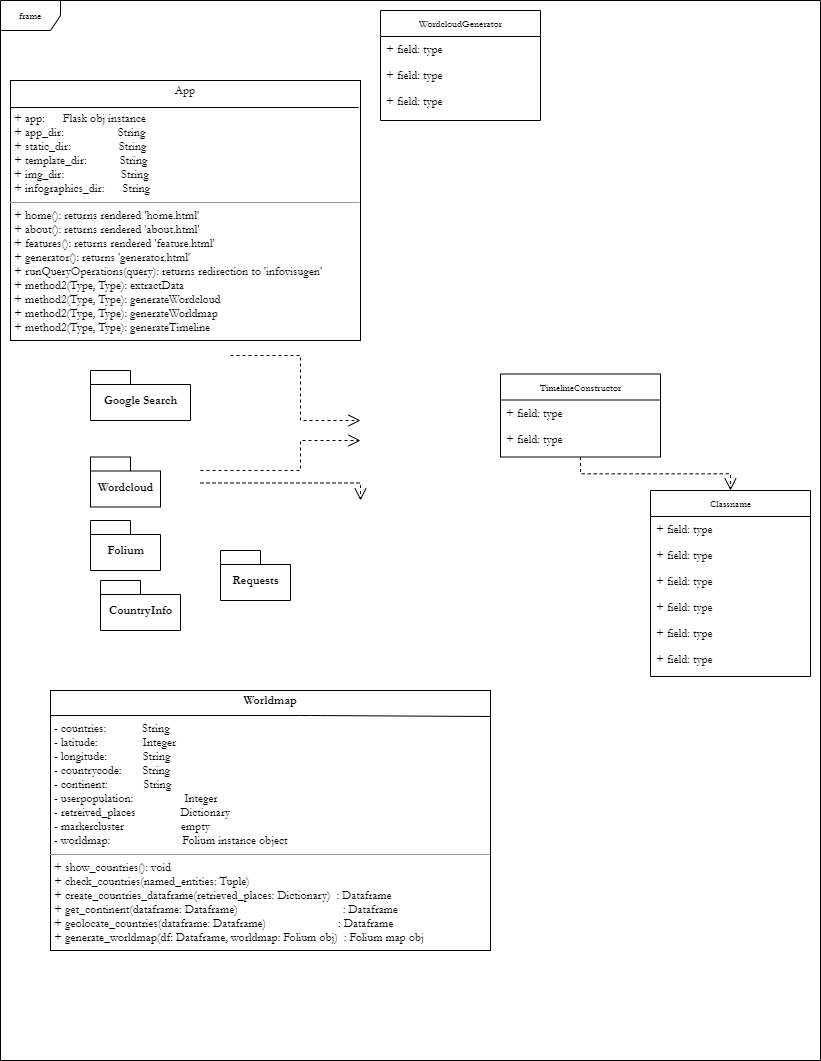 frame
WordcloudGenerator
+ field: type
+ field: type
+ field: type
App
+ app: Flask obj instance
+ app_dir: String
+ static_dir: String
+ template_dir: String
+ img_dir: String
+ infographics_dir: String
+ home(): returns rendered 'home.html'
+ about(): returns rendered 'about.html'
+ features(): returns rendered 'feature.html'
+ generator(): returns 'generator.html'
+ runQueryOperations(query): returns redirection to 'infovisugen'
+ method2(Type, Type): extractData
+ method2(Type, Type): generateWordcloud
+ method2(Type, Type): generateWorldmap
+ method2(Type, Type): generateTimeline
Google Search
TimelineConstructor
+ field: type
+ field: type
Wordcloud
Classname
+ field: type
+ field: type
+ field: type
+ field: type
+ field: type
+ field: type
Folium
Requests
CountryInfo
Worldmap
- countries: String
- latitude: Integer
- longitude: String
- countrycode: String
- continent: String
- userpopulation: Integer
- retreived_places Dictionary
- markercluster empty
- worldmap: Folium instance object
+ show_countries(): void
+ check_countries(named_entities: Tuple)
+ create_countries_dataframe(retrieved_places: Dictionary) : Dataframe
+ get_continent(dataframe: Dataframe) : Dataframe
+ geolocate_countries(dataframe: Dataframe) : Dataframe
+ generate_worldmap(df: Dataframe, worldmap: Folium obj) : Folium map obj